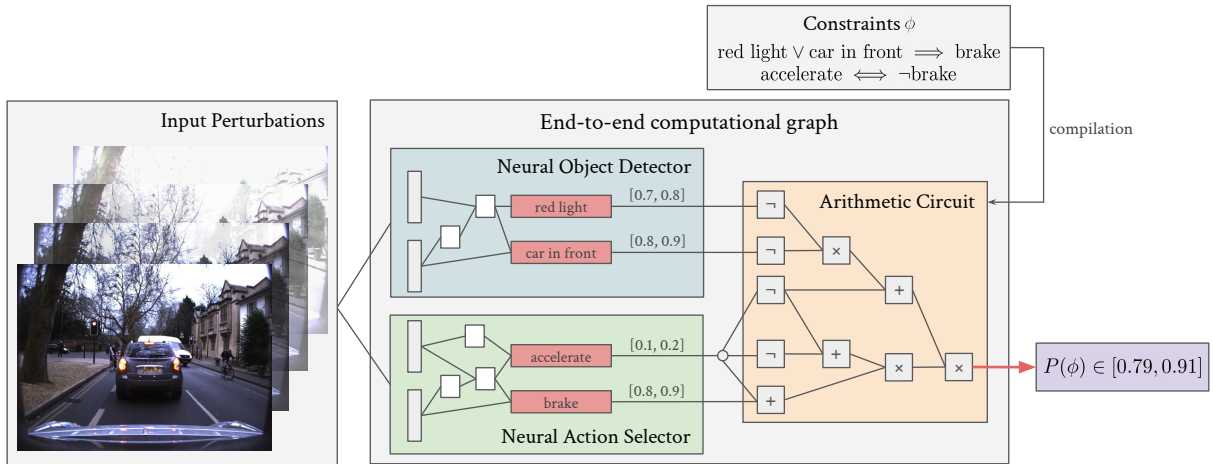 Constraints ϕ
red light ∨ car in front ⟹ brake
accelerate ⟺ ¬brake
compilation
Input Perturbations
End-to-end computational graph
Neural Object Detector
red light
[0.7, 0.8]
car in front
[0.8, 0.9]
Neural Action Selector
accelerate
[0.1, 0.2]
brake
[0.8, 0.9]
Arithmetic Circuit
¬
¬
×
¬
+
¬
+
×
×
+
P(ϕ) ∈ [0.79, 0.91]